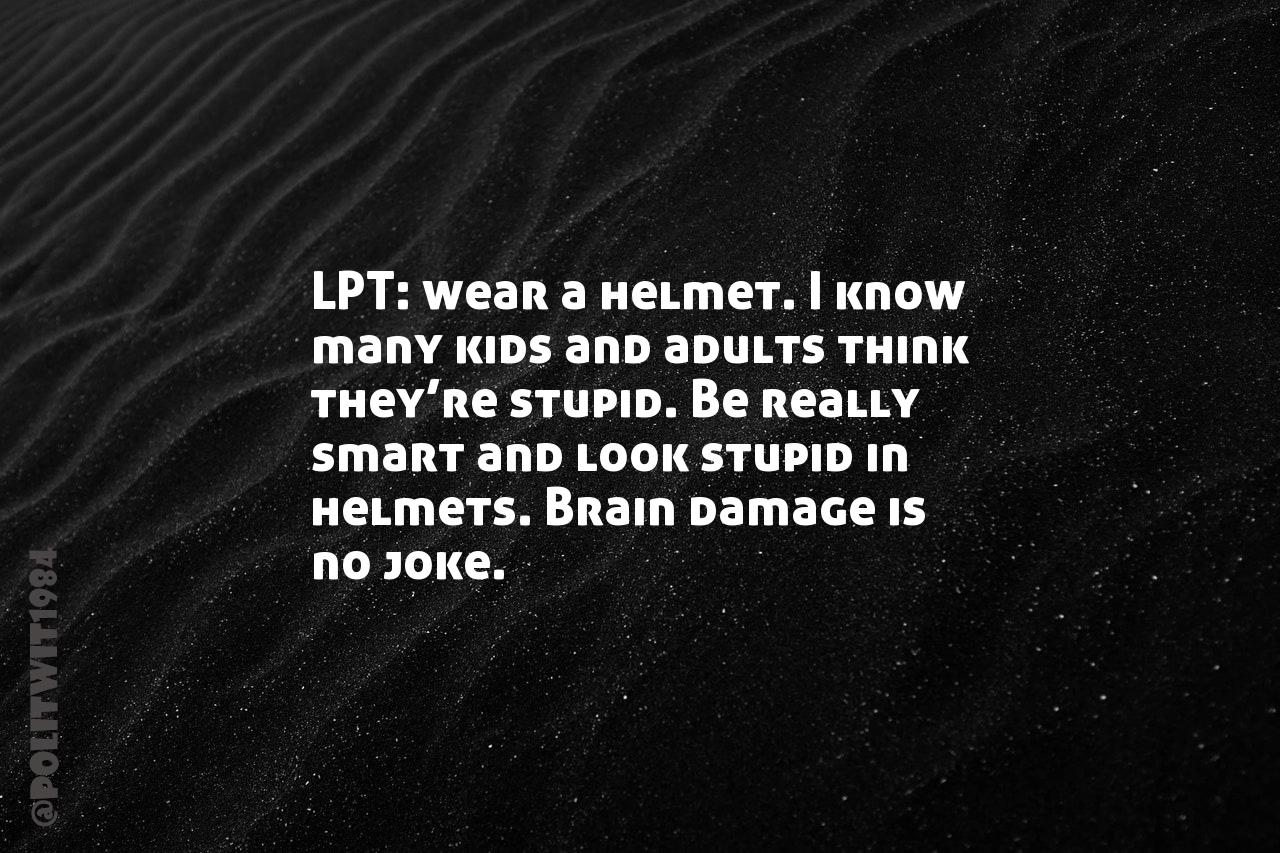 LPT: wear a helmet. I know
many kids and adults think
they're stupid. Be really
smart and look stupid in
helmets. Brain damage is
no joke.
@POLITWIT1984